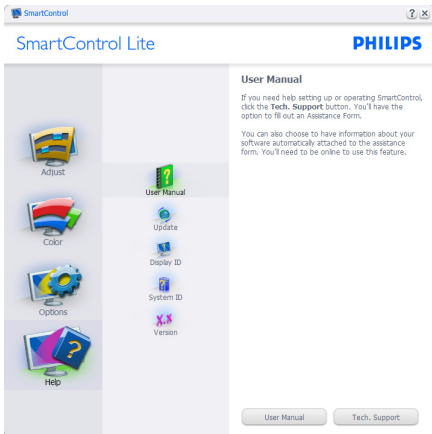 SmartControl
SmartControl Lite
PHILIPS
Adjust
Color
Options
Help
User Manual
Update
Display ID
System ID
X.X
Version
User Manual
If you need help setting up or operating SmartControl,
click the Tech. Support button. You'll have the
option to fill out an Assistance Form.
You can also choose to have information about your
software automatically attached to the assistance
form. You'll need to be online to use this feature.
User Manual
Tech. Support